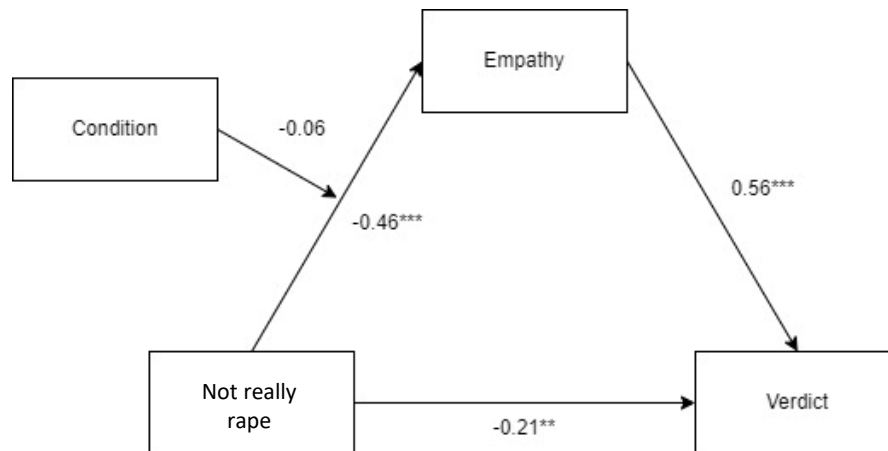 Empathy
Condition
-0.06
-0.46***
0.56***
Not really
rape
-0.21**
Verdict